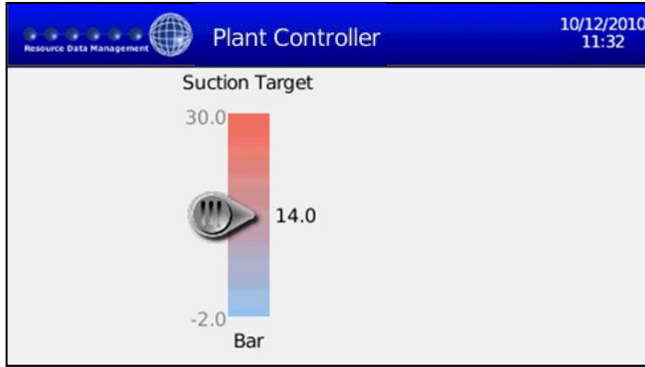 Resource Data Management
Plant Controller
10/12/2010
11:32
Suction Target
30.0
14.0
-2.0
Bar